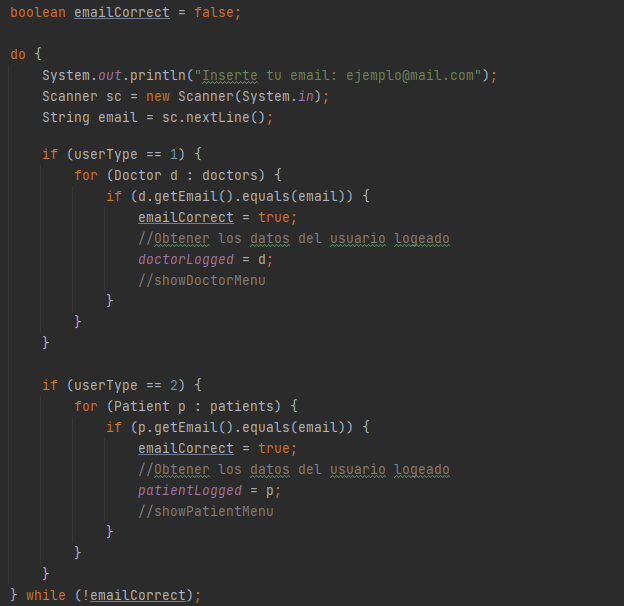 boolean emailCorrect = false;
do {
System.out.println("Inserte tu email: ejemplo@mail.com");
Scanner sc = new Scanner(System.in);
String email = sc.nextLine();
if (userType == 1) {
for (Doctor d : doctors) {
if (d.getEmail().equals(email)) {
emailCorrect = true;
//Obtener los datos del usuario logeado
doctorLogged = d;
//showDoctorMenu
}
}
}
if (userType == 2) {
for (Patient p : patients) {
if (p.getEmail().equals(email)) {
emailCorrect = true;
//Obtener los datos del usuario logeado
patientLogged = p;
//showPatientMenu
}
}
}
} while (!emailCorrect);